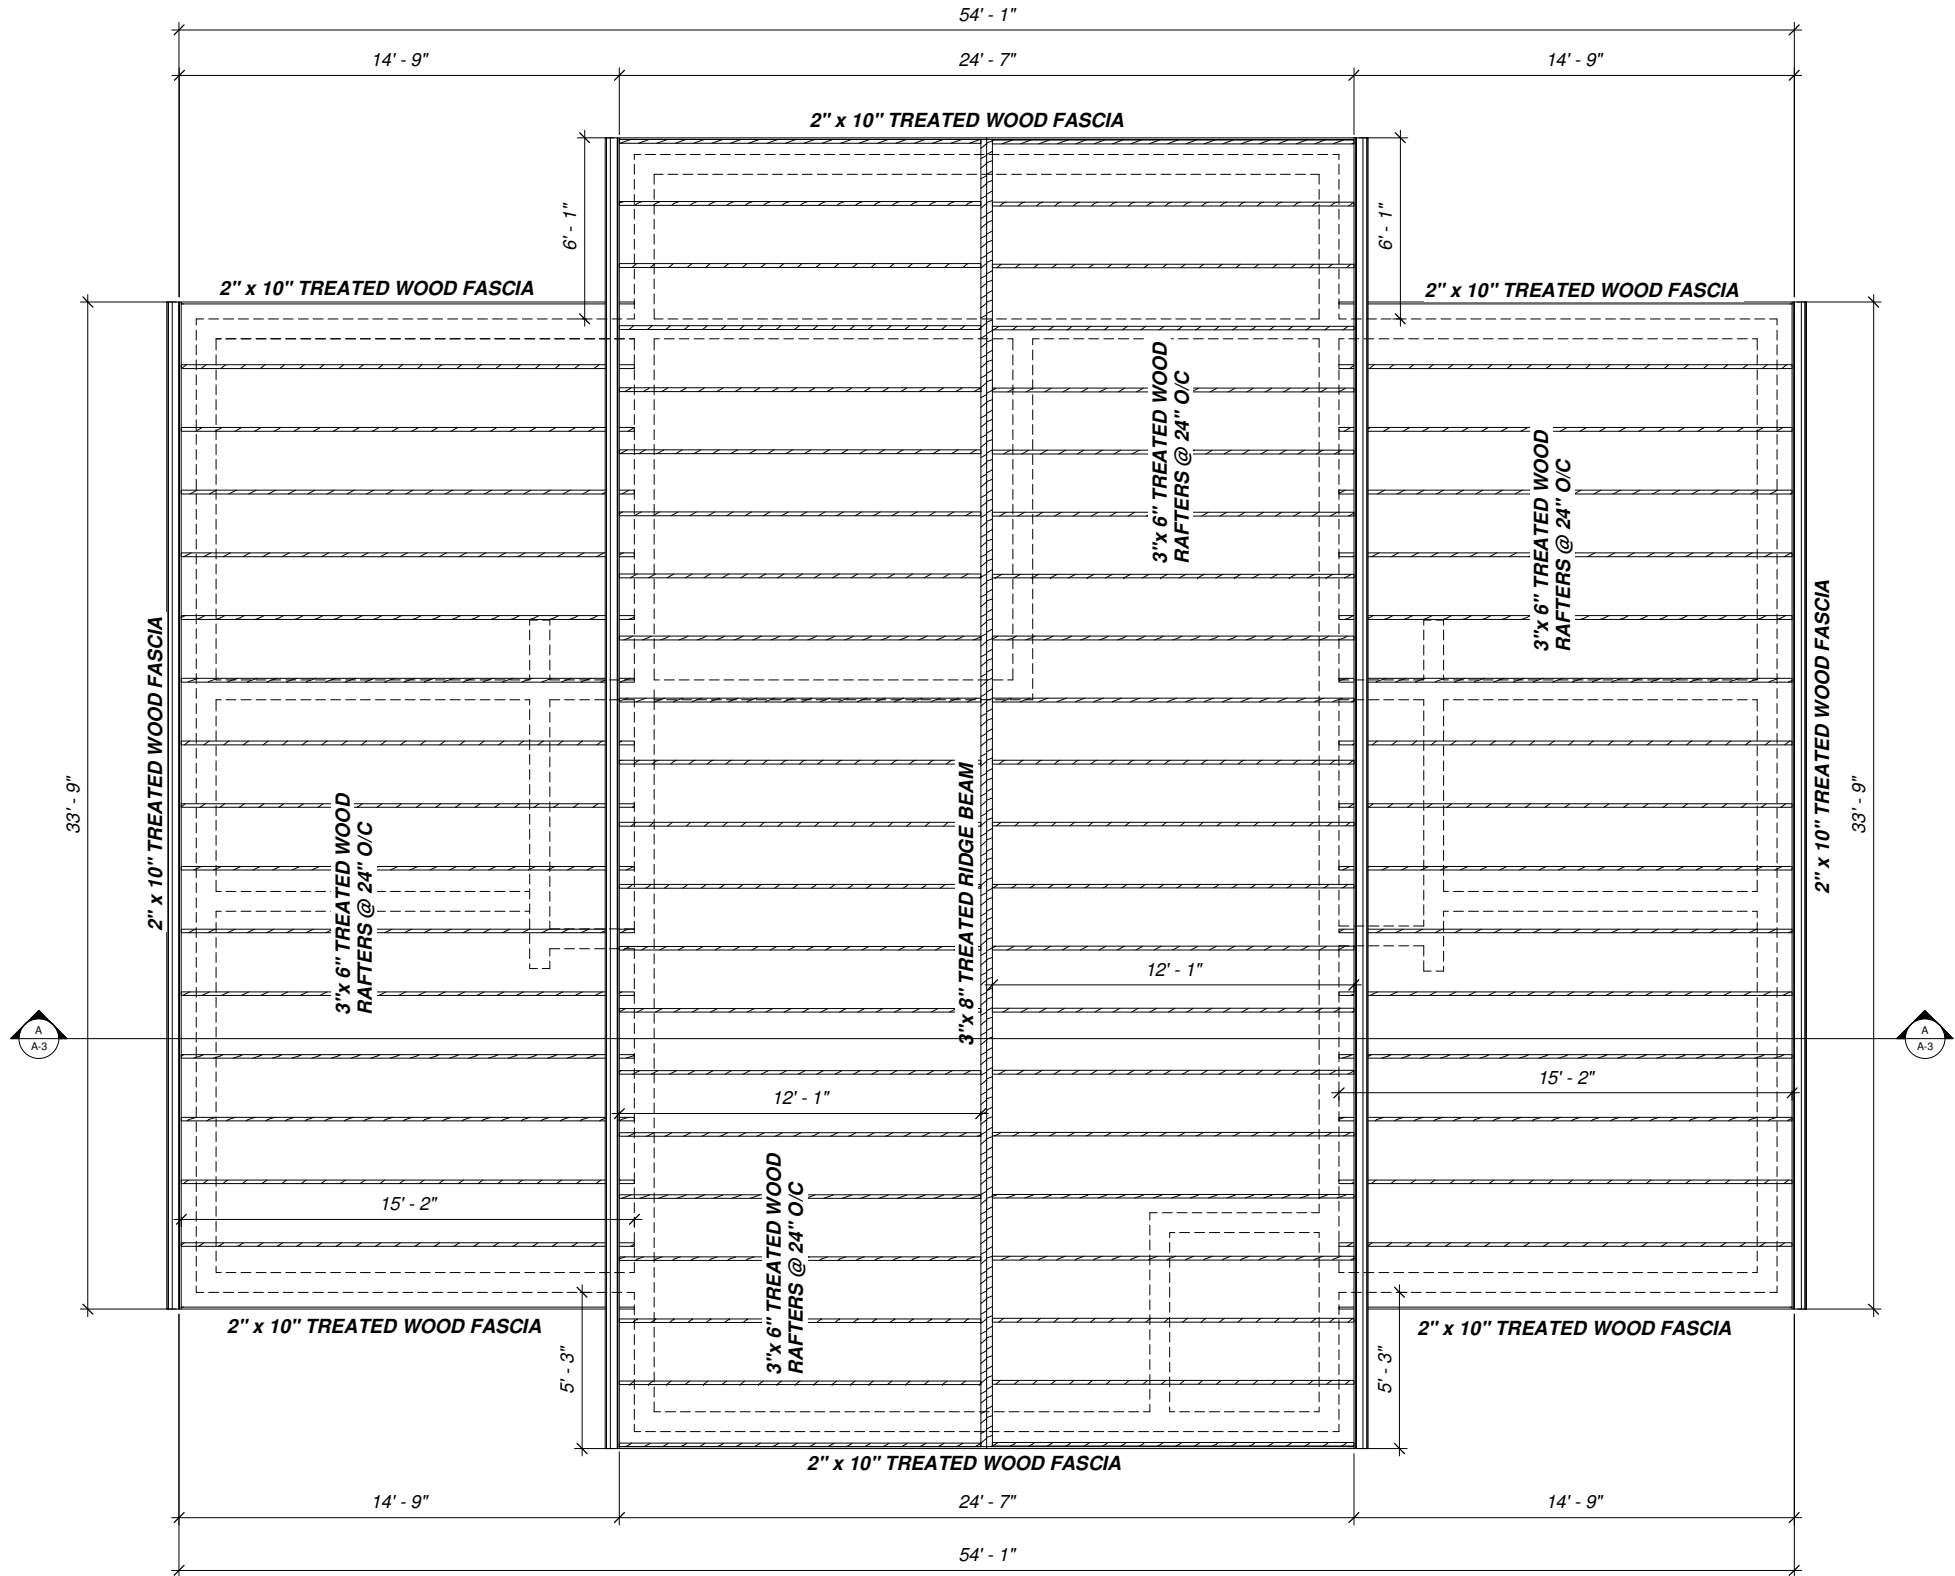 54' - 1"
14' - 9"
24' - 7"
14' - 9"
2" x 10" TREATED WOOD FASCIA
6' - 1"
6' - 1"
2" x 10" TREATED WOOD FASCIA
2" x 10" TREATED WOOD FASCIA
3"x 6" TREATED WOOD
RAFTERS @ 24" O/C
3"x 6" TREATED WOOD
RAFTERS @ 24" O/C
33' - 9"
2" x 10" TREATED WOOD FASCIA
3"x 6" TREATED WOOD
RAFTERS @ 24" O/C
3"x 8" TREATED RIDGE BEAM
2" x 10" TREATED WOOD FASCIA
33' - 9"
12' - 1"
A
A-3
A
A-3
15' - 2"
12' - 1"
15' - 2"
3"x 6" TREATED WOOD
RAFTERS @ 24" O/C
2" x 10" TREATED WOOD FASCIA
2" x 10" TREATED WOOD FASCIA
5' - 3"
5' - 3"
2" x 10" TREATED WOOD FASCIA
14' - 9"
24' - 7"
14' - 9"
54' - 1"